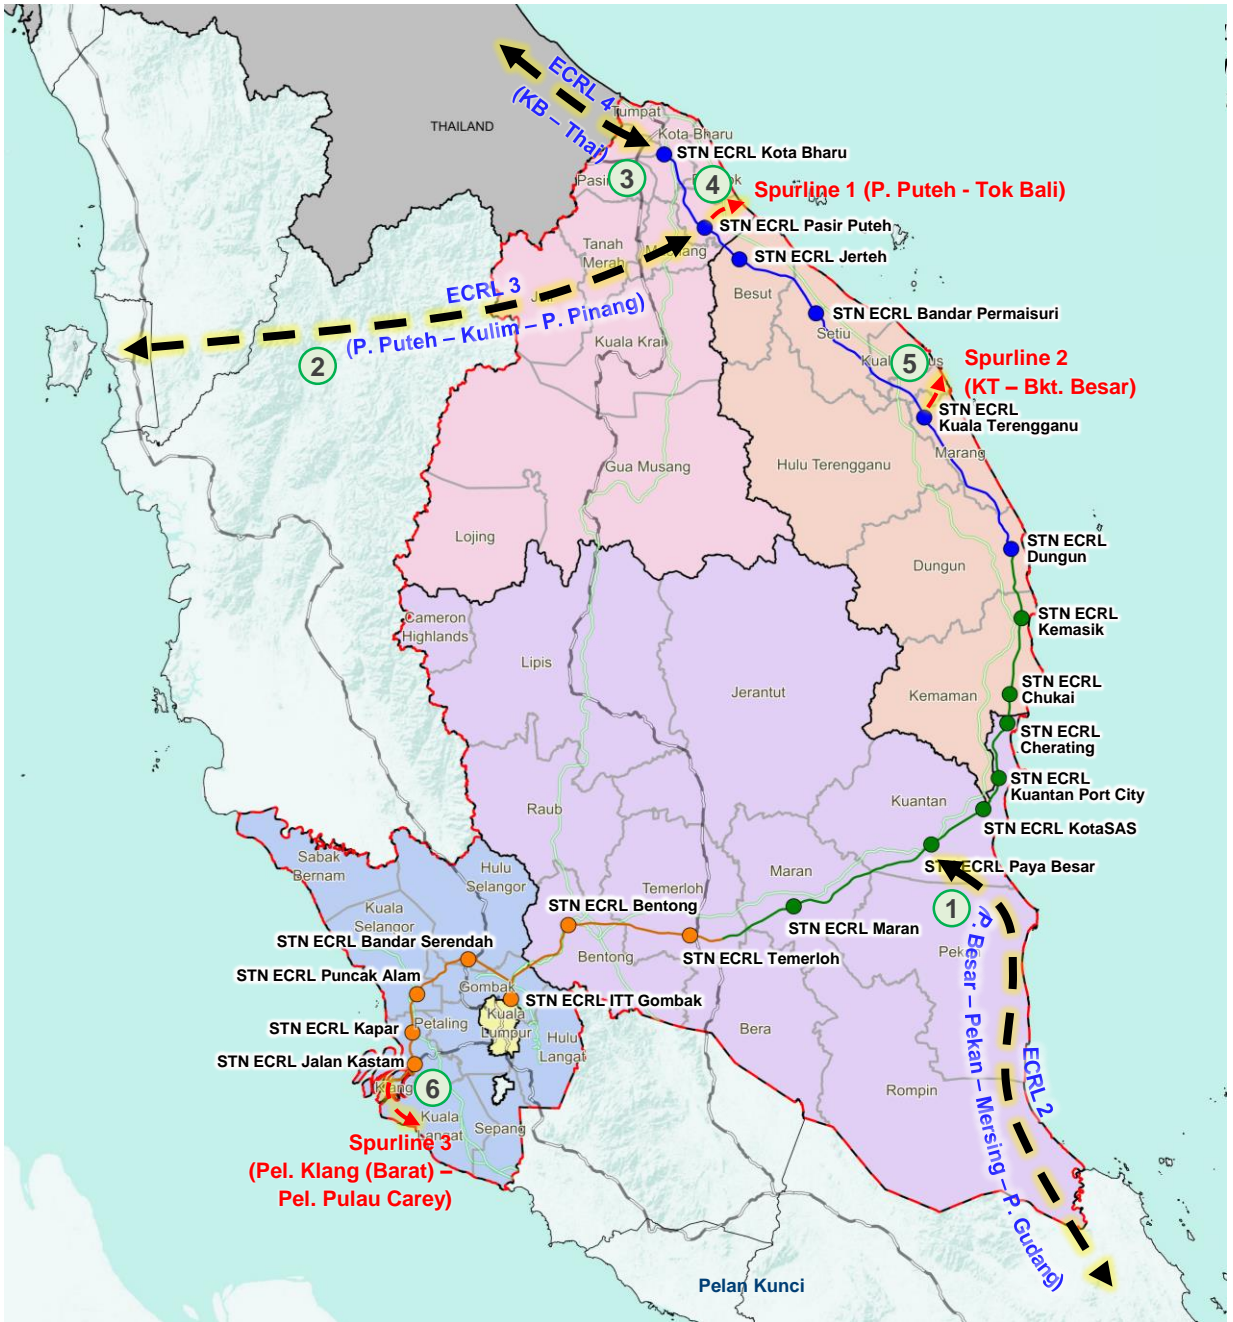 ECRL 4
(KB – Thai)
THAILAND
Tumpat
Kota Bharu
STN ECRL Kota Bharu
3
4
Spurline 1 (P. Puteh - Tok Bali)
STN ECRL Pasir Puteh
Tanah
Merah
STN ECRL Jerteh
ECRL 3
(P. Puteh – Kulim – P. Pinang)
Besut
STN ECRL Bandar Permaisuri
Setiu
Kuala Krai
2
5
Spurline 2
(KT – Bkt. Besar)
STN ECRL
Kuala Terengganu
Marang
Gua Musang
Hulu Terengganu
Lojing
STN ECRL
Dungun
Dungun
Cameron
Highlands
STN ECRL
Kemasik
Lipis
Jerantut
Kemaman
STN ECRL
Chukai
STN ECRL
Cherating
STN ECRL
Kuantan Port City
Raub
Kuantan
STN ECRL KotaSAS
Sabak
Bernam
Hulu
Selangor
Maran
STN ECRL Paya Besar
Temerloh
1
Kuala
Selangor
STN ECRL Bentong
STN ECRL Maran
STN ECRL Bandar Serendah
Bentong
STN ECRL Temerloh
STN ECRL Puncak Alam
Gombak
STN ECRL ITT Gombak
Kuala
Lumpur
STN ECRL Kapar
Petaling
Bera
Hulu
Langat
STN ECRL Jalan Kastam
Klang
6
Rompin
ECRL 2
(P. Besar – Pekan – Mersing – P. Gudang)
Kuala
Langat
Sepang
Spurline 3
(Pel. Klang (Barat) –
Pel. Pulau Carey)
Pelan Kunci